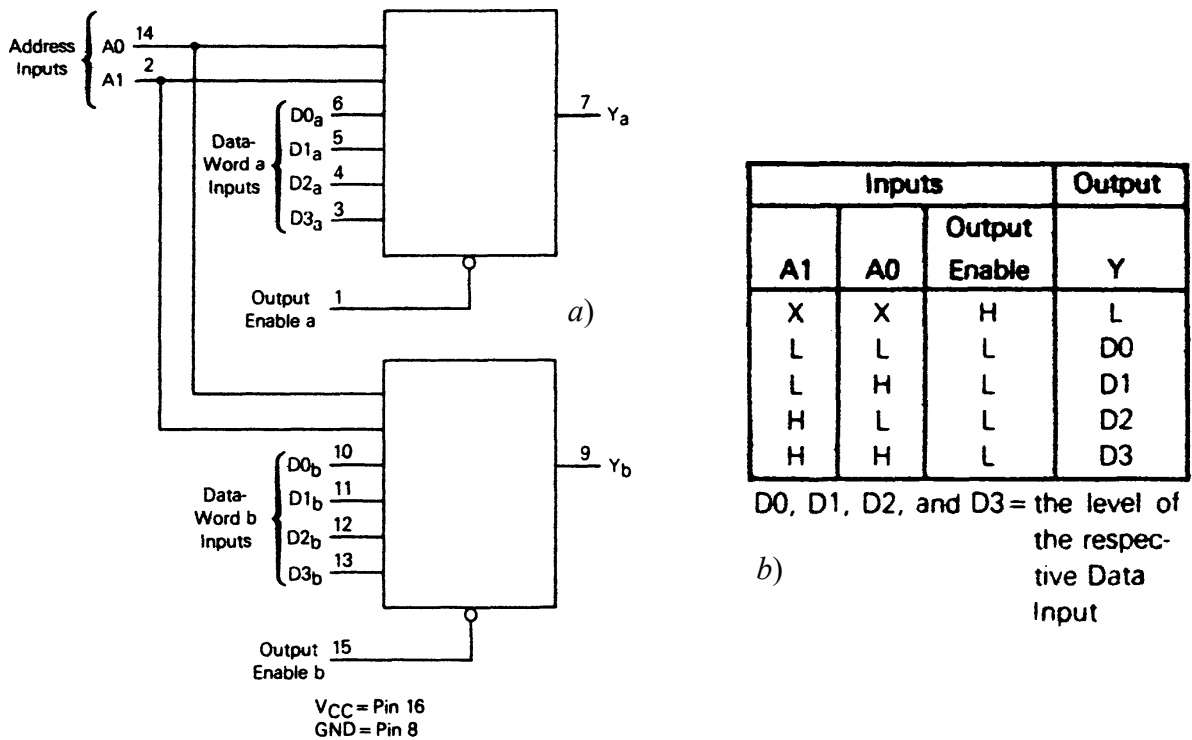 Address
Inputs
A0 14
A1 2
Data-
Word a
Inputs
D0a 6
D1a 5
D2a 4
D3a 3
7 Ya
Output
Enable a
1
a)
Data-
Word b
Inputs
D0b 10
D1b 11
D2b 12
D3b 13
9 Yb
Output
Enable b
15
VCC = Pin 16
GND = Pin 8
Inputs Output
A1 A0 Output Enable Y
X X H L
L L L D0
L H L D1
H L L D2
H H L D3
D0, D1, D2, and D3 = the level of
the respec-
tive Data
Input
b)